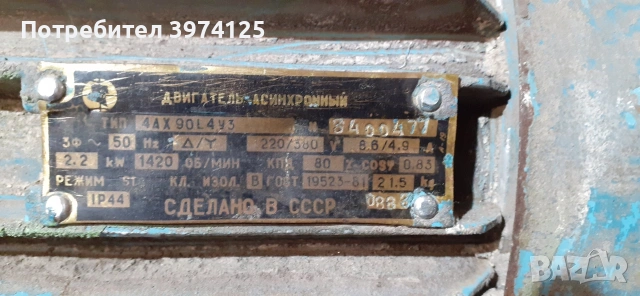 Потребител 3974125
ДВИГАТЕЛЬ АСИНХРОННЫЙ
ТИП 4АХ90L4У3 N 8400477
3Ф ~ 50 Hz Δ/Y 220/380 V 8.6/4.9 A
2.2 kW 1420 ОБ/МИН КПД 80 % cosφ 0.83
РЕЖИМ S1 КЛ. ИЗОЛ. В ГОСТ 19523-81 21.5 kg
IP44 СДЕЛАНО В СССР
BAZAR